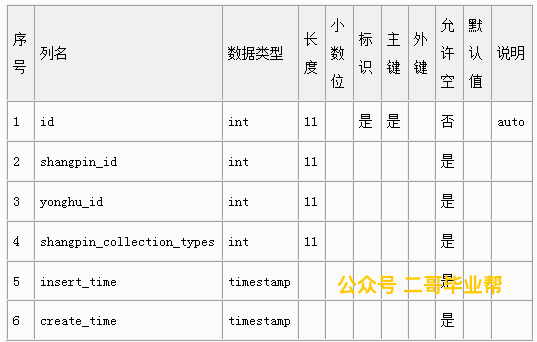 序号 列名 数据类型 长度 小数位 标识 主键 外键 允许空 默认值 说明
1 id int 11 是 是 否 auto
2 shangpin_id int 11 是
3 yonghu_id int 11 是
4 shangpin_collection_types int 11 是
5 insert_time timestamp 是
公众号 二哥毕业帮
6 create_time timestamp 是